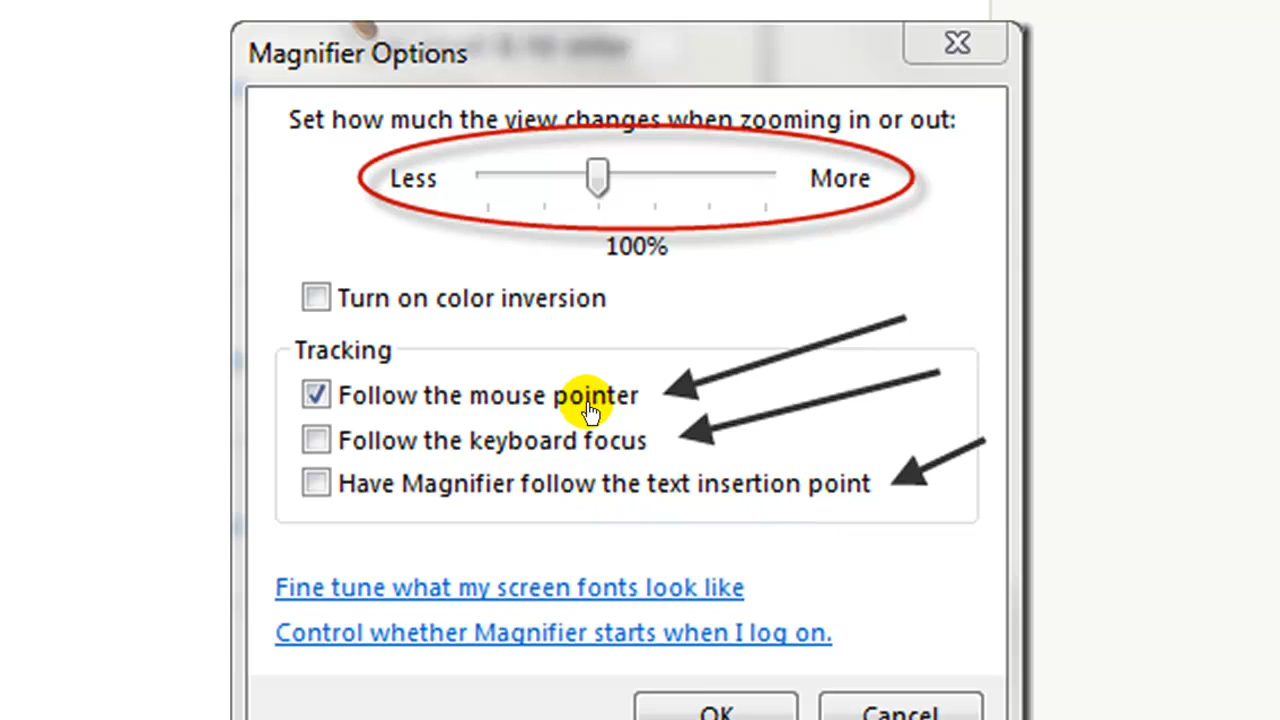 Magnifier Options
Set how much the view changes when zooming in or out:
Less More
100%
Turn on color inversion
Tracking
Follow the mouse pointer
Follow the keyboard focus
Have Magnifier follow the text insertion point
Fine tune what my screen fonts look like
Control whether Magnifier starts when I log on.
OK Cancel